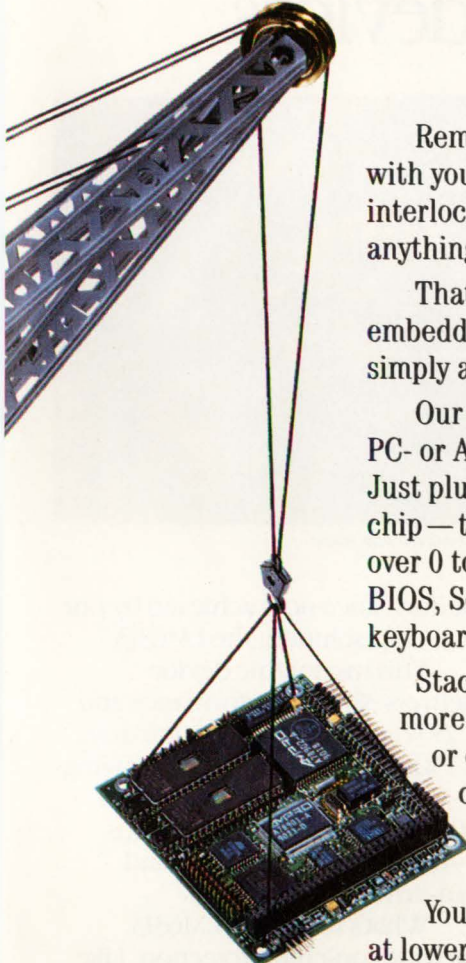 Rem
with you
interloc
anything
That
embedd
simply a
Our
PC- or A
Just plu
chip — t
over 0 to
BIOS, S
keyboar
Stac
more
or
You
at lower
AMPRO